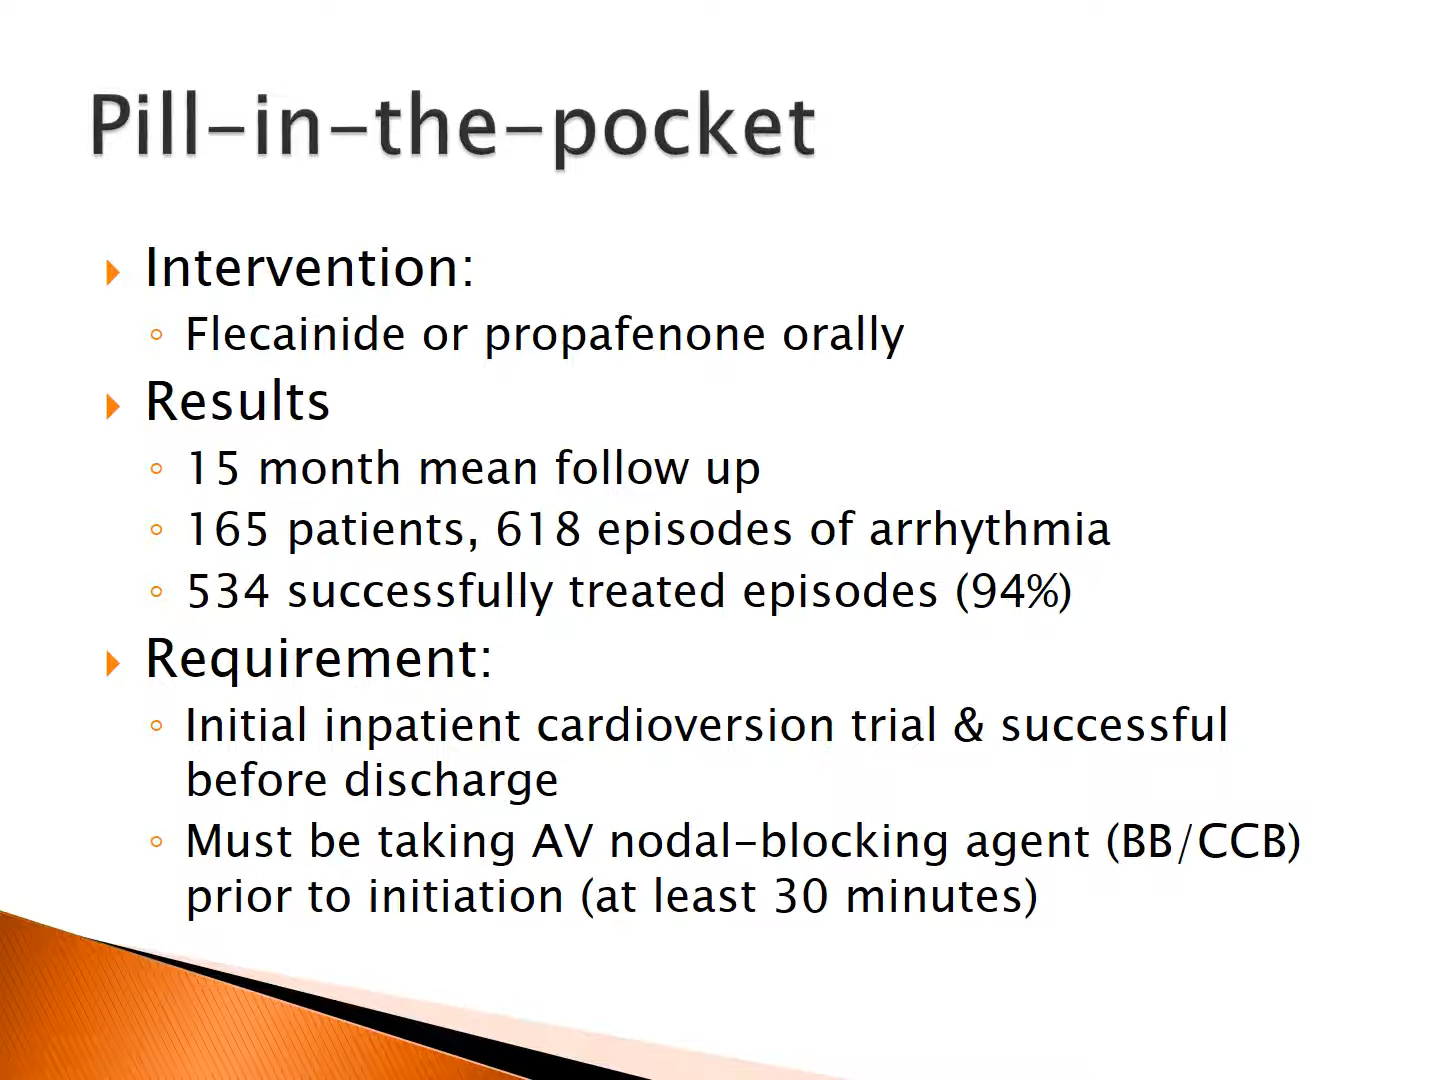 Pill-in-the-pocket
Intervention:
Flecainide or propafenone orally
Results
15 month mean follow up
165 patients, 618 episodes of arrhythmia
534 successfully treated episodes (94%)
Requirement:
Initial inpatient cardioversion trial & successful
before discharge
Must be taking AV nodal-blocking agent (BB/CCB)
prior to initiation (at least 30 minutes)